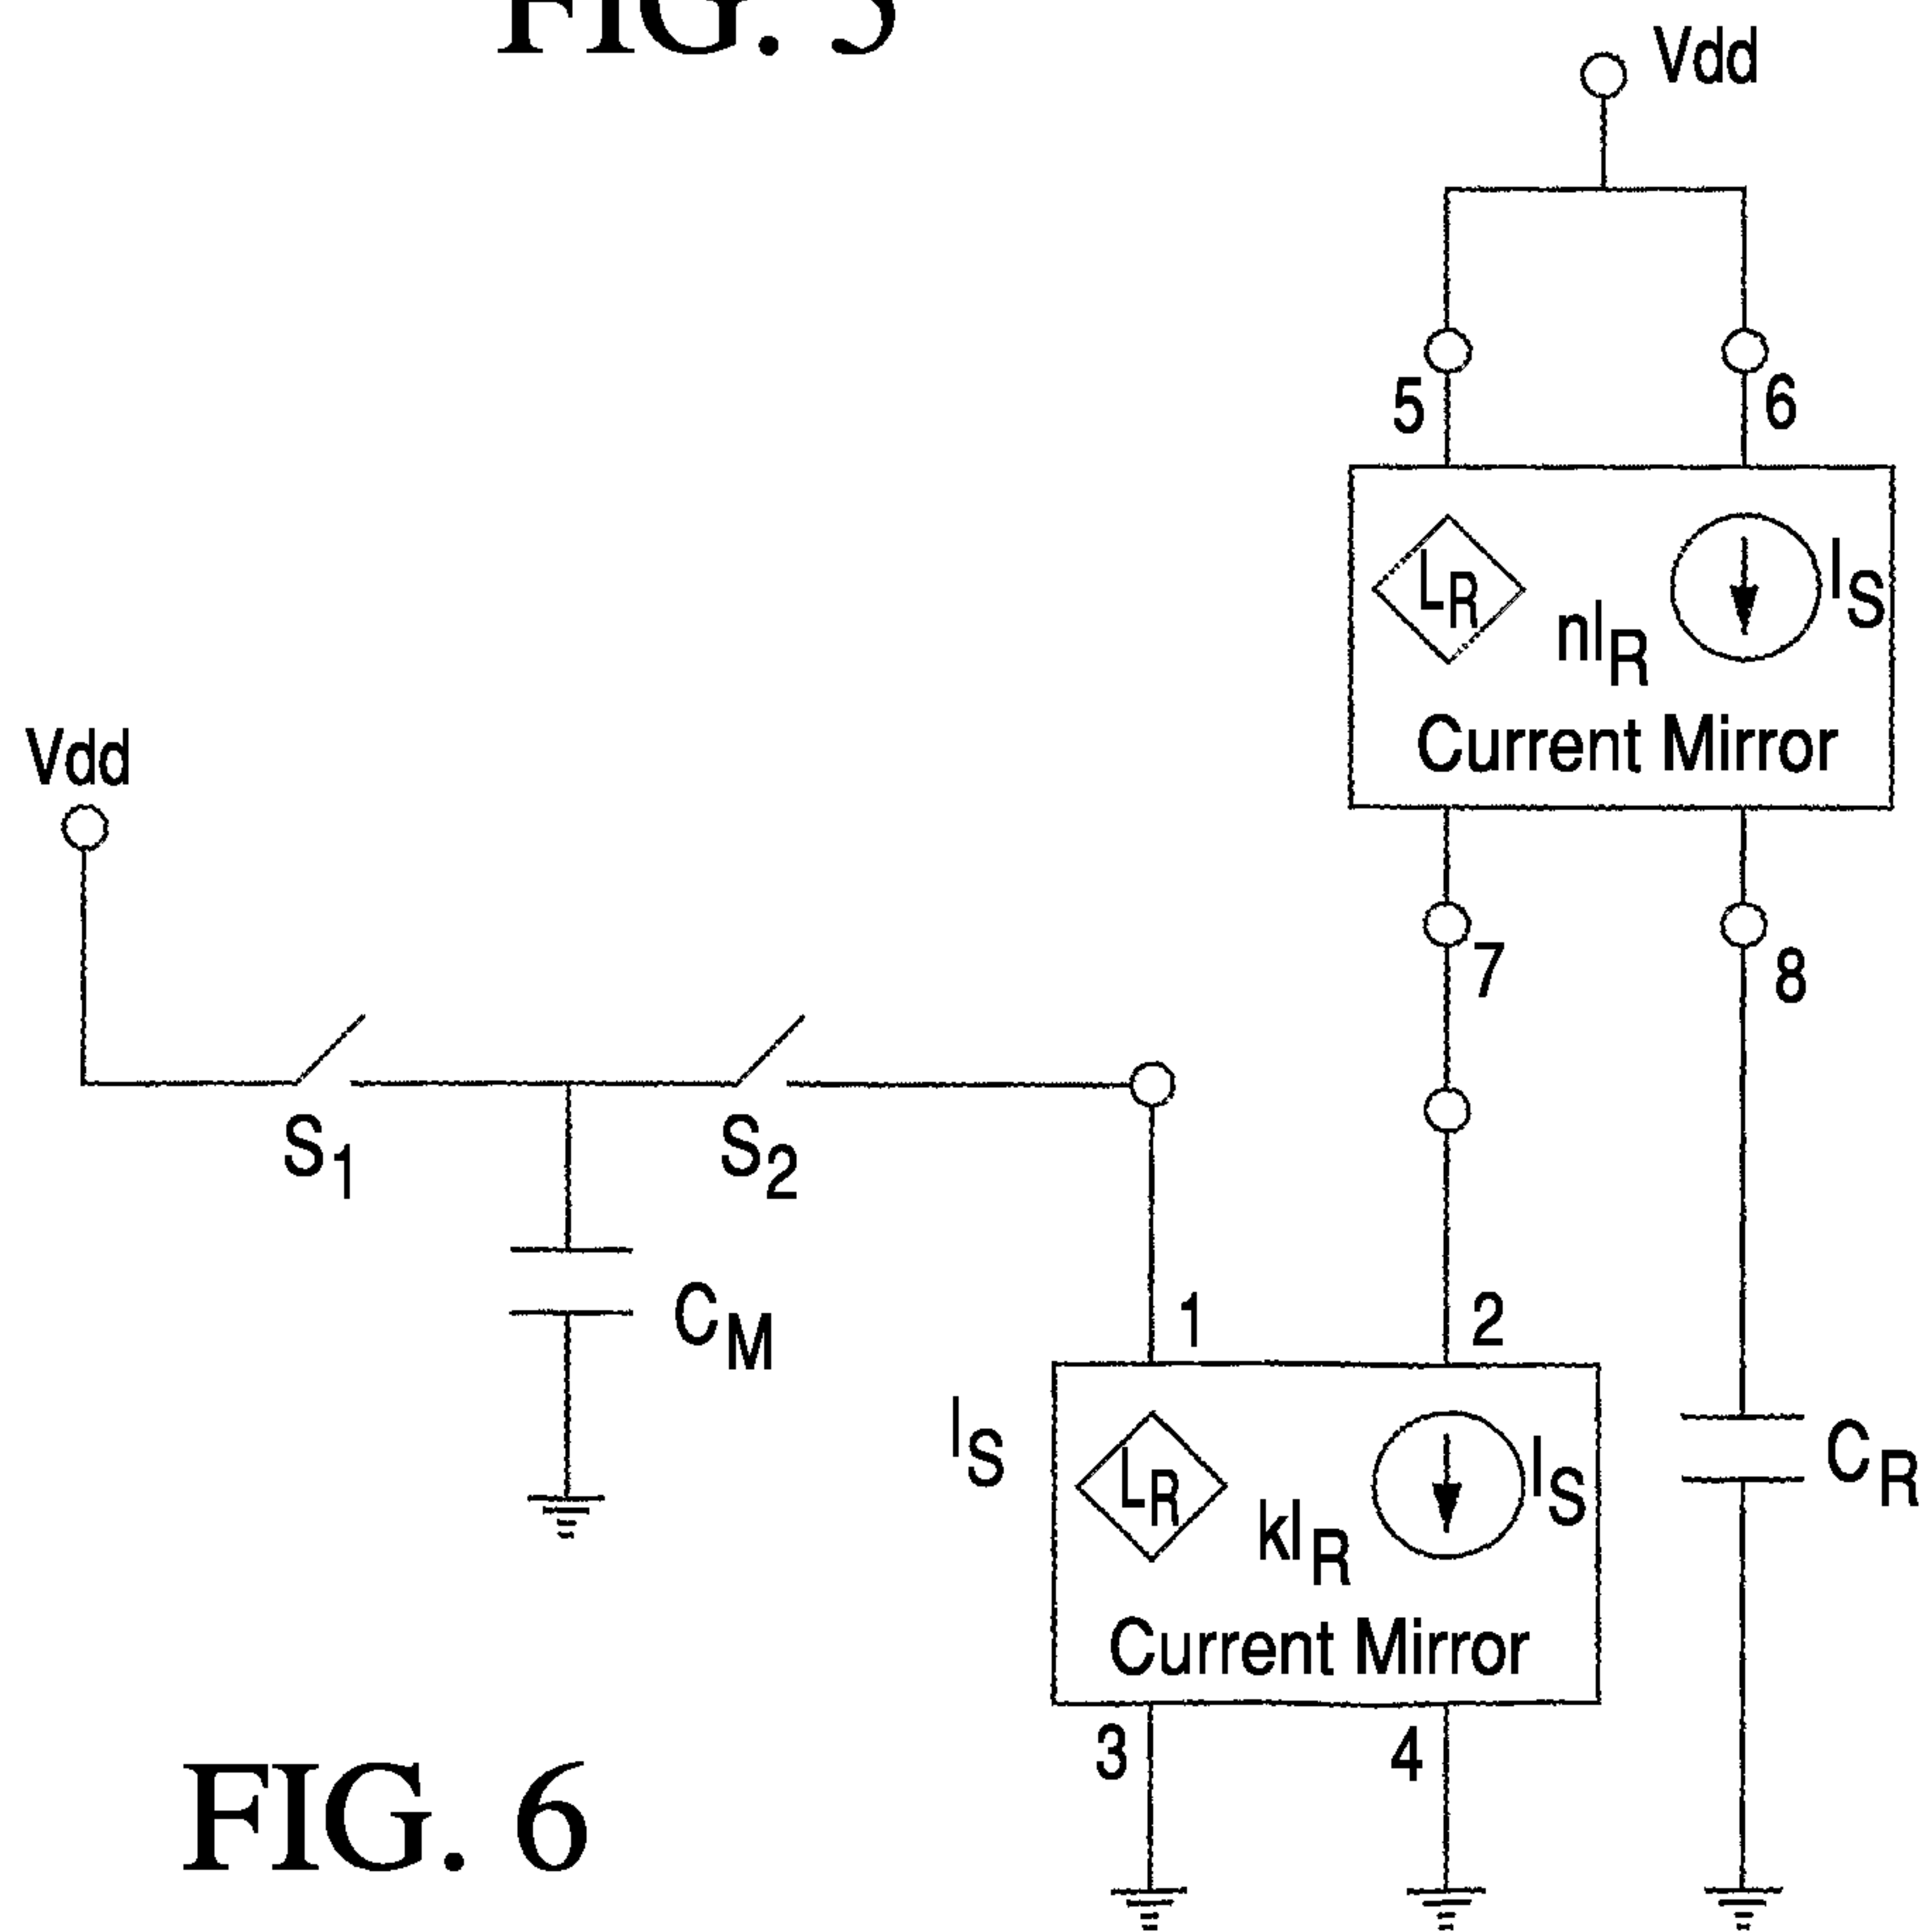 FIG. 5
Vdd
5
6
LR
nIR
IS
Current Mirror
Vdd
7
8
S1
S2
CM
1
2
IS
LR
kIR
IS
CR
Current Mirror
3
4
FIG. 6